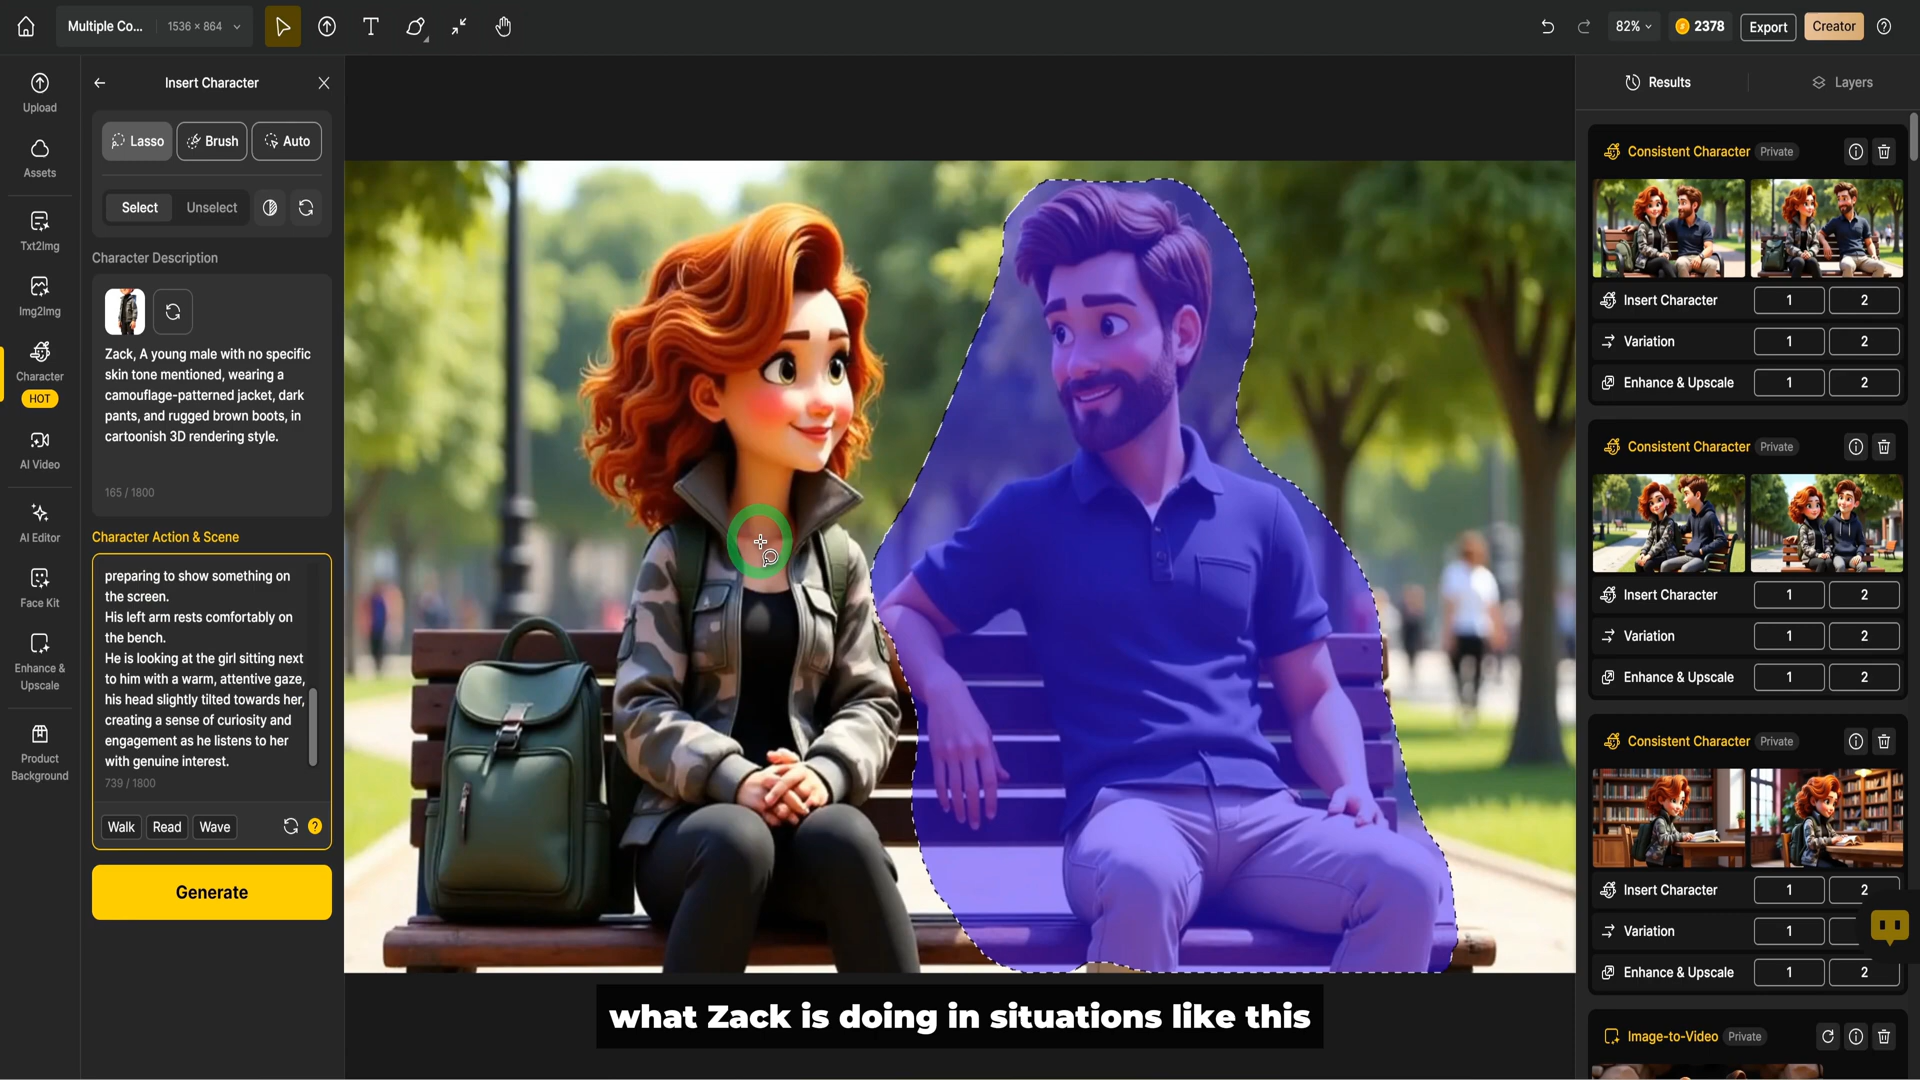 Multiple Co...
1536 × 864
82%
2378
Export
Creator
Upload
Assets
Txt2Img
Img2Img
Character
HOT
AI Video
AI Editor
Face Kit
Enhance &
Upscale
Product
Background
Insert Character
Lasso
Brush
Auto
Select
Unselect
Character Description
Zack, A young male with no specific
skin tone mentioned, wearing a
camouflage-patterned jacket, dark
pants, and rugged brown boots, in
cartoonish 3D rendering style.
165 / 1800
Character Action & Scene
preparing to show something on
the screen.
His left arm rests comfortably on
the bench.
He is looking at the girl sitting next
to him with a warm, attentive gaze,
his head slightly tilted towards her,
creating a sense of curiosity and
engagement as he listens to her
with genuine interest.
739 / 1800
Walk
Read
Wave
?
Generate
what Zack is doing in situations like this
Results
Layers
Consistent Character
Private
Insert Character
1
2
Variation
1
2
Enhance & Upscale
1
2
Consistent Character
Private
Insert Character
1
2
Variation
1
2
Enhance & Upscale
1
2
Consistent Character
Private
Insert Character
1
2
Variation
1
Enhance & Upscale
1
2
Image-to-Video
Private